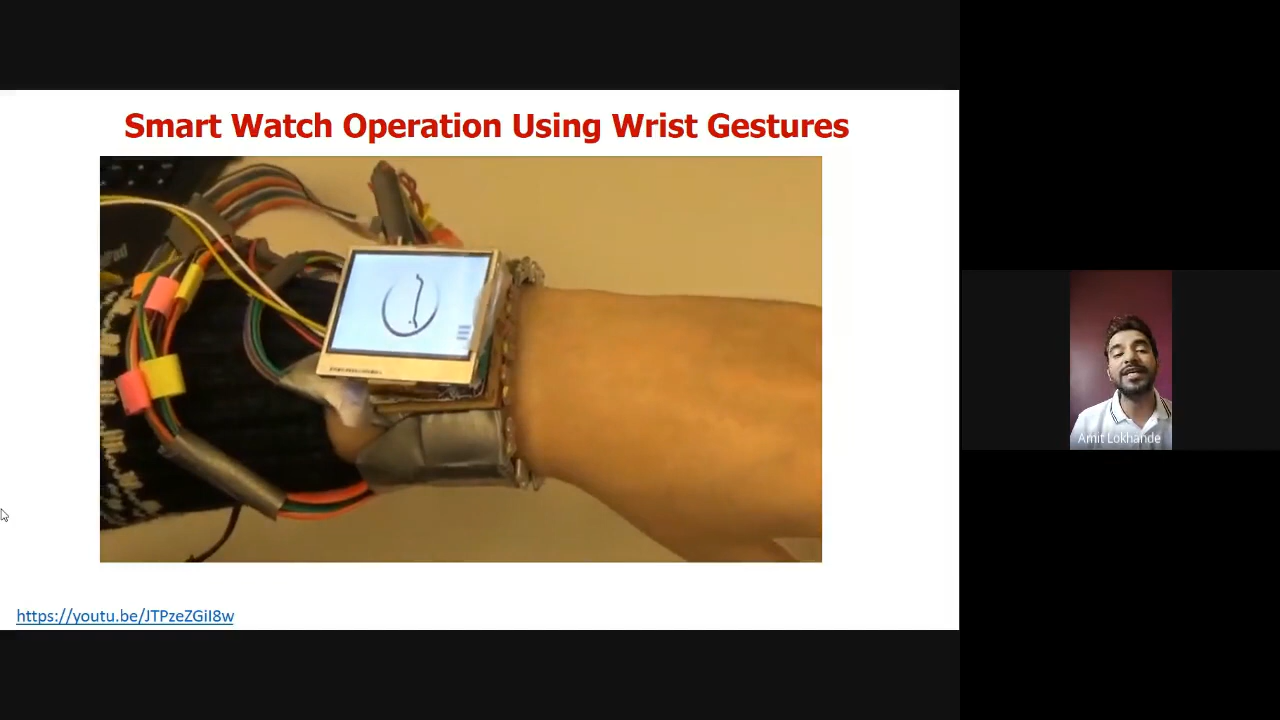 Smart Watch Operation Using Wrist Gestures
Amit Lokhande
https://youtu.be/JTPzeZGiI8w